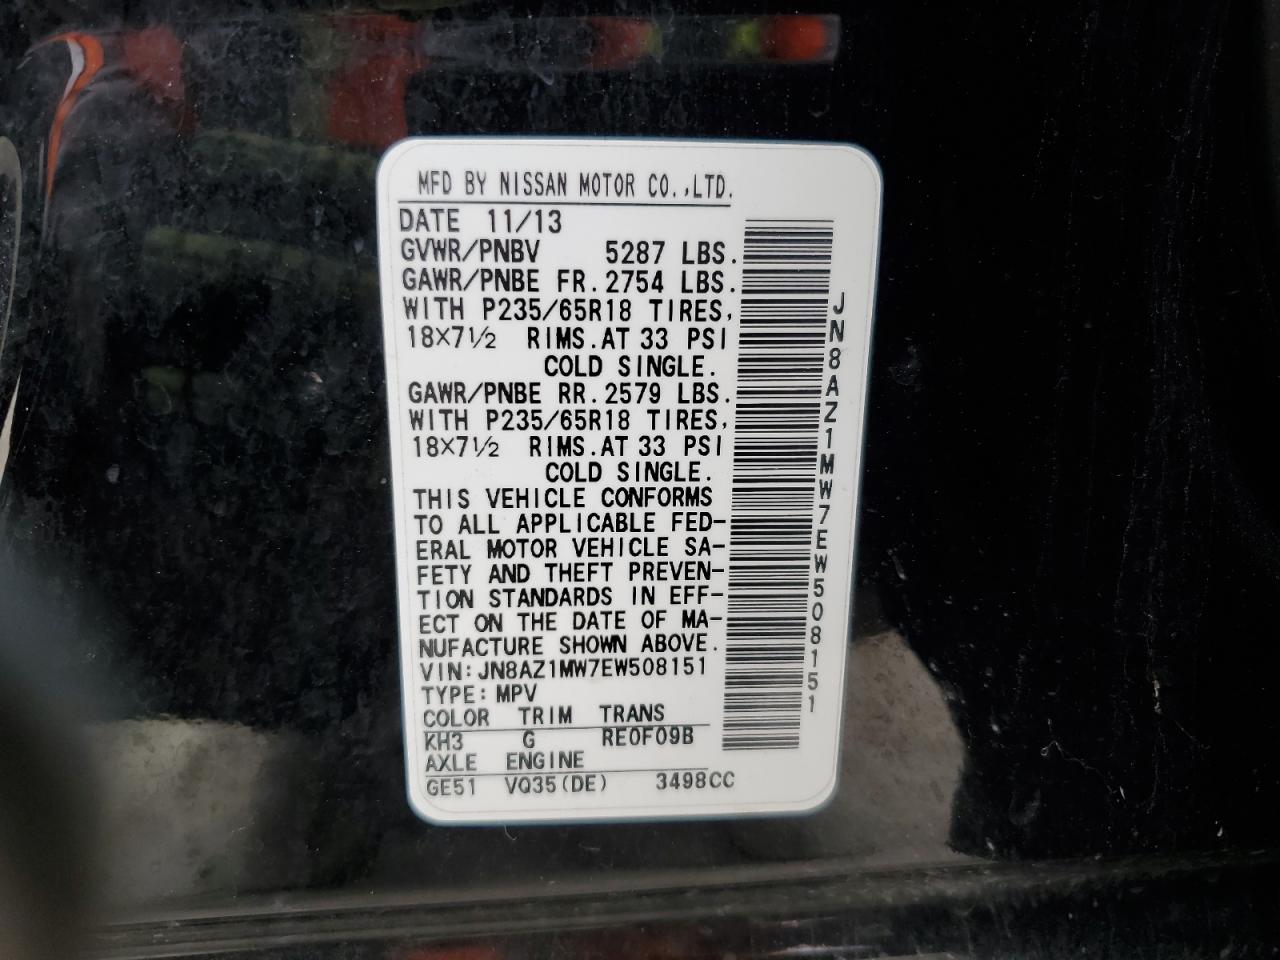 MFD BY NISSAN MOTOR CO.,LTD.
DATE 11/13
GVWR/PNBV 5287 LBS.
GAWR/PNBE FR.2754 LBS.
WITH P235/65R18 TIRES,
18×7½ RIMS.AT 33 PSI
COLD SINGLE.
GAWR/PNBE RR.2579 LBS.
WITH P235/65R18 TIRES,
18×7½ RIMS.AT 33 PSI
COLD SINGLE.
THIS VEHICLE CONFORMS
TO ALL APPLICABLE FED-
ERAL MOTOR VEHICLE SA-
FETY AND THEFT PREVEN-
TION STANDARDS IN EFF-
ECT ON THE DATE OF MA-
NUFACTURE SHOWN ABOVE.
VIN:JN8AZ1MW7EW508151
TYPE:MPV
COLOR TRIM TRANS
KH3 G RE0F09B
AXLE ENGINE
GE51 VQ35(DE) 3498CC
JN8AZ1MW7EW508151